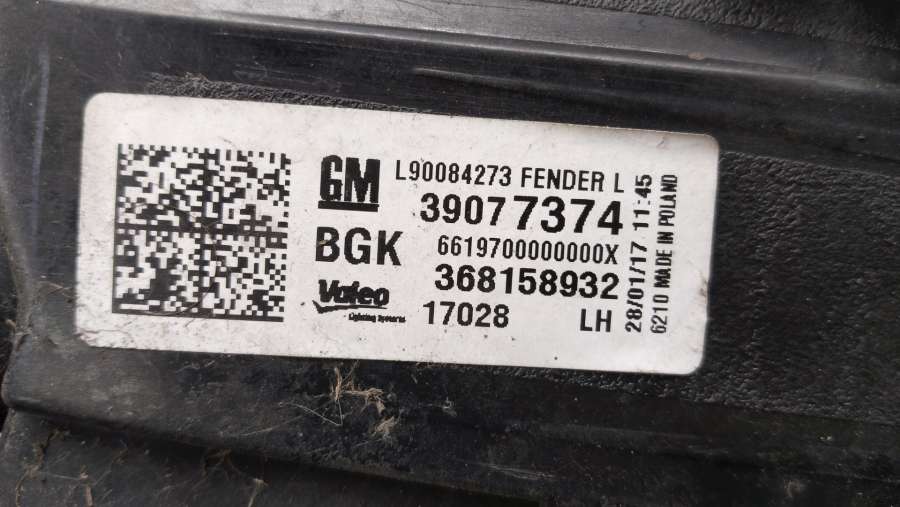 GM
L90084273 FENDER L
39077374
BGK
6619700000000X
368158932
Valeo
Lighting Systems
17028
LH
28/01/17 11:45
6210 MADE IN POLAND